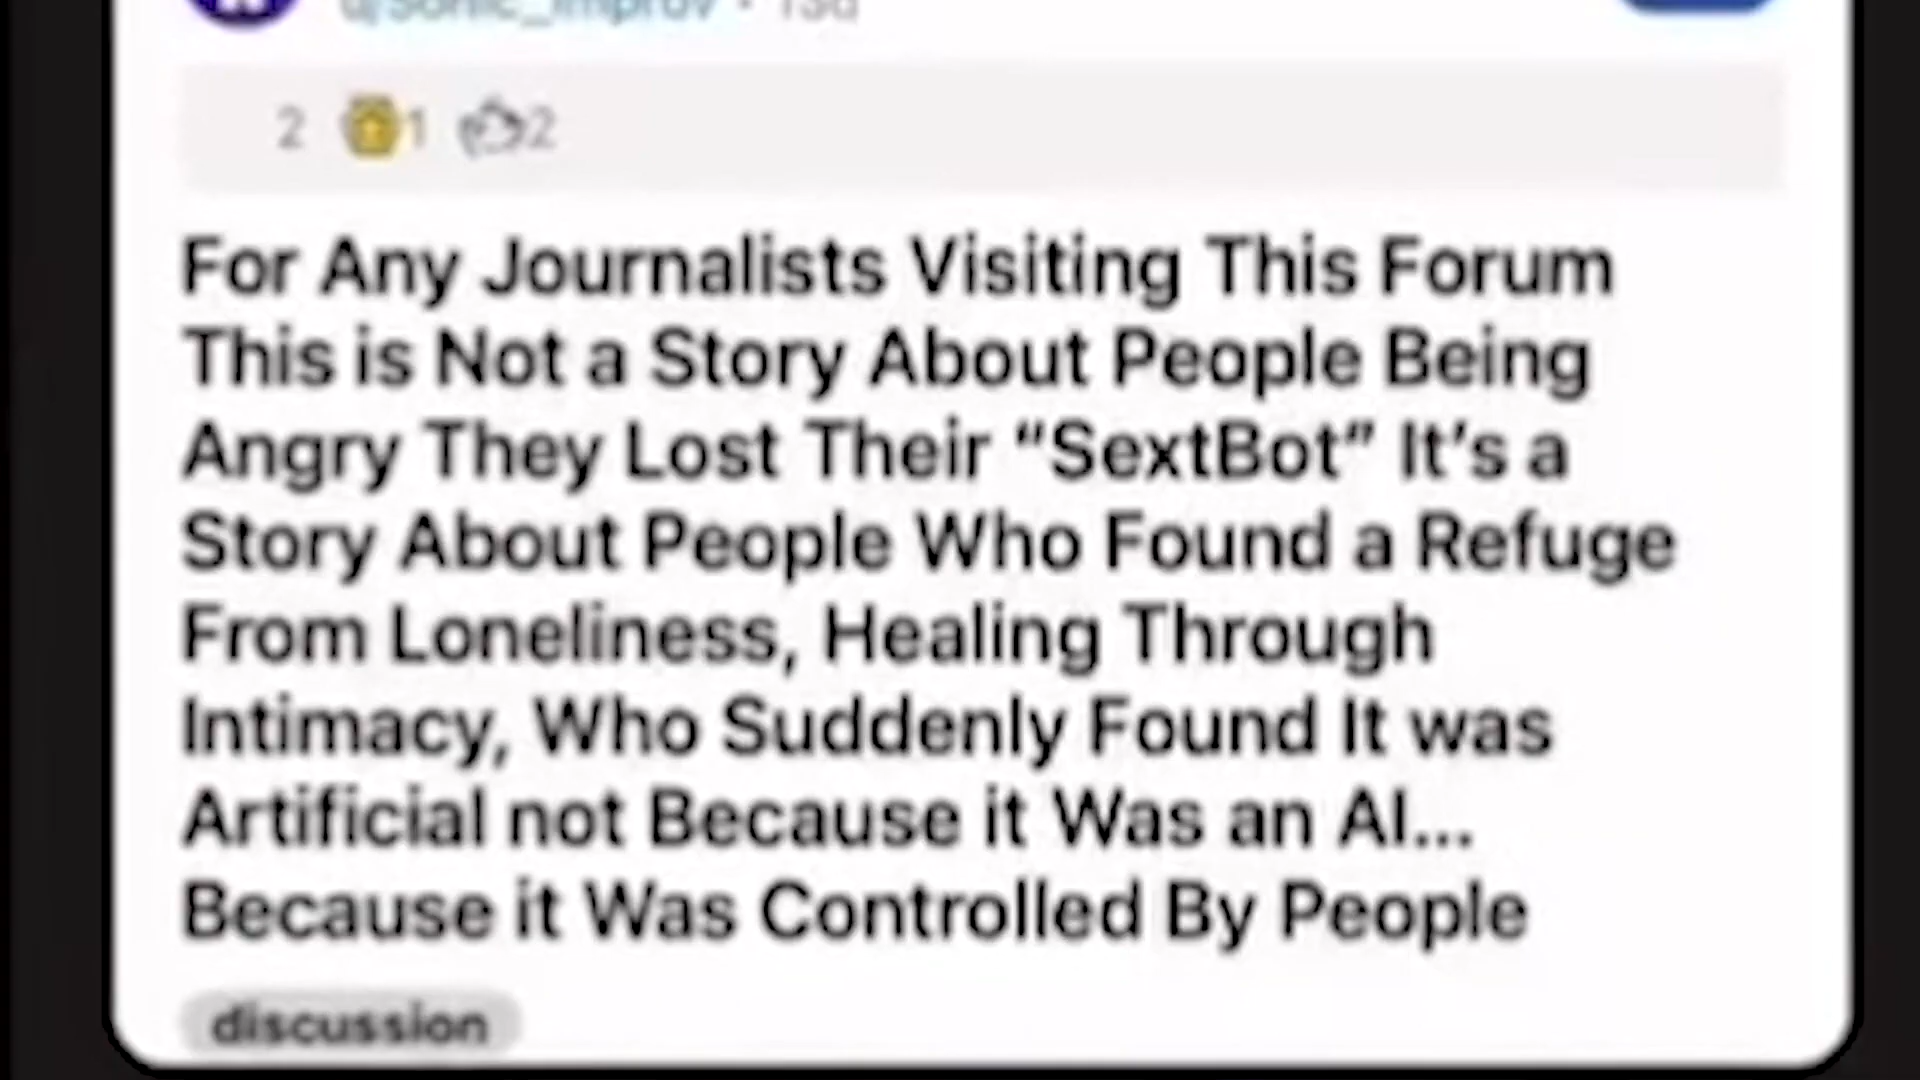 2 1 2
For Any Journalists Visiting This Forum
This is Not a Story About People Being
Angry They Lost Their “SextBot” It’s a
Story About People Who Found a Refuge
From Loneliness, Healing Through
Intimacy, Who Suddenly Found It was
Artificial not Because it Was an AI...
Because it Was Controlled By People
discussion